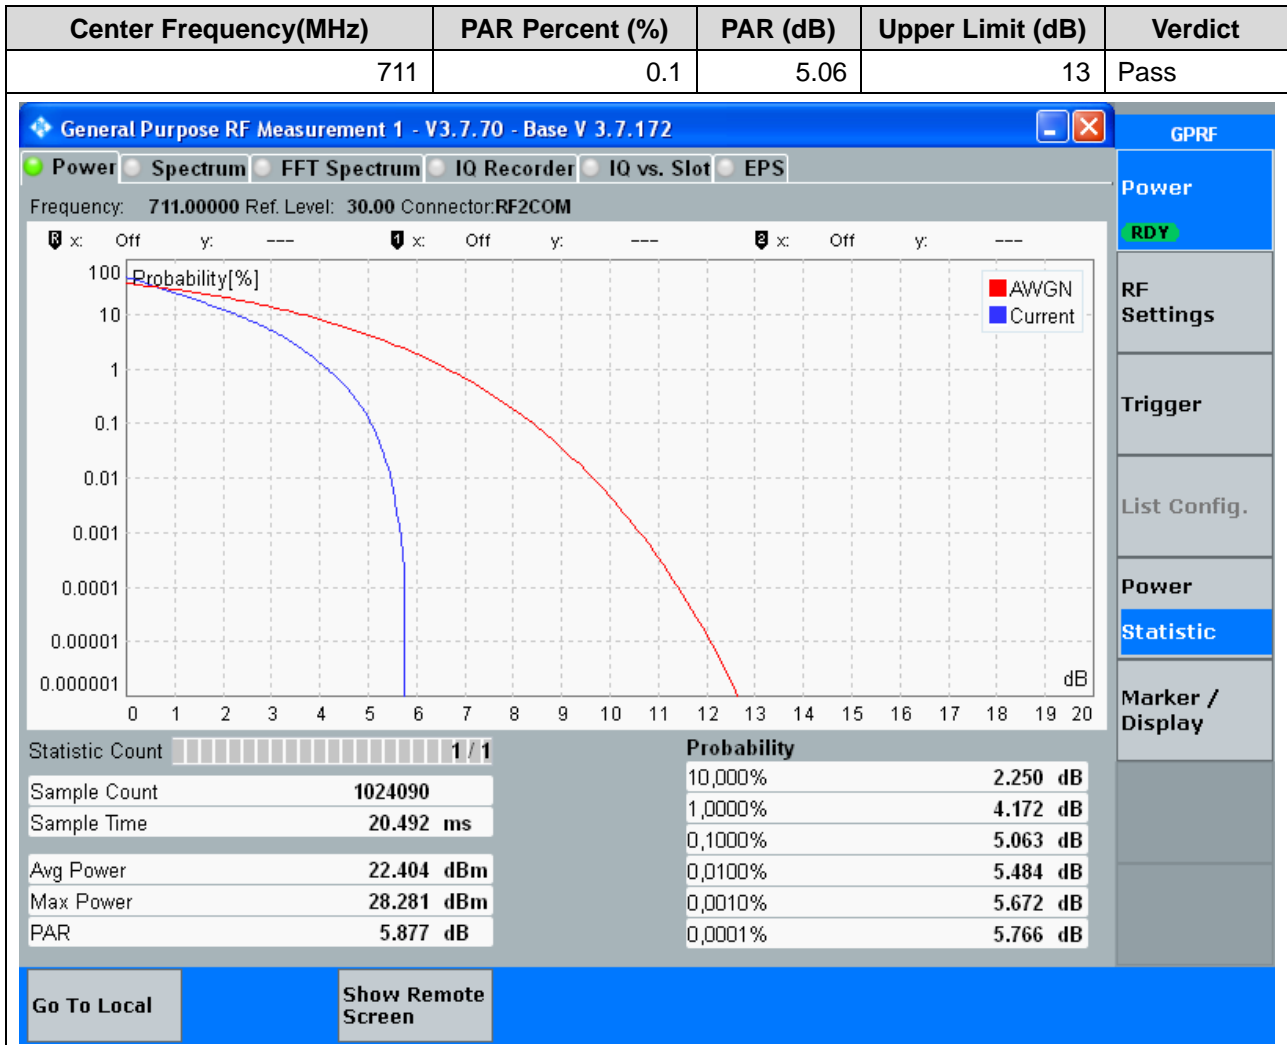 Center Frequency(MHz) PAR Percent (%) PAR (dB) Upper Limit (dB) Verdict
711 0.1 5.06 13 Pass
General Purpose RF Measurement 1 - V3.7.70 - Base V 3.7.172
GPRF
Power Spectrum FFT Spectrum IQ Recorder IQ vs. Slot EPS
Frequency: 711.00000 Ref. Level: 30.00 Connector:RF2COM
R x: Off y: --- 1 x: Off y: --- 2 x: Off y: ---
Probability[%]
AWGN
Current
100
10
1
0.1
0.01
0.001
0.0001
0.00001
0.000001
dB
0 1 2 3 4 5 6 7 8 9 10 11 12 13 14 15 16 17 18 19 20
Statistic Count 1 / 1
Sample Count 1024090
Sample Time 20.492 ms
Avg Power 22.404 dBm
Max Power 28.281 dBm
PAR 5.877 dB
Probability
10,000% 2.250 dB
1,0000% 4.172 dB
0,1000% 5.063 dB
0,0100% 5.484 dB
0,0010% 5.672 dB
0,0001% 5.766 dB
Power
RDY
RF
Settings
Trigger
List Config.
Power
Statistic
Marker /
Display
Go To Local
Show Remote
Screen